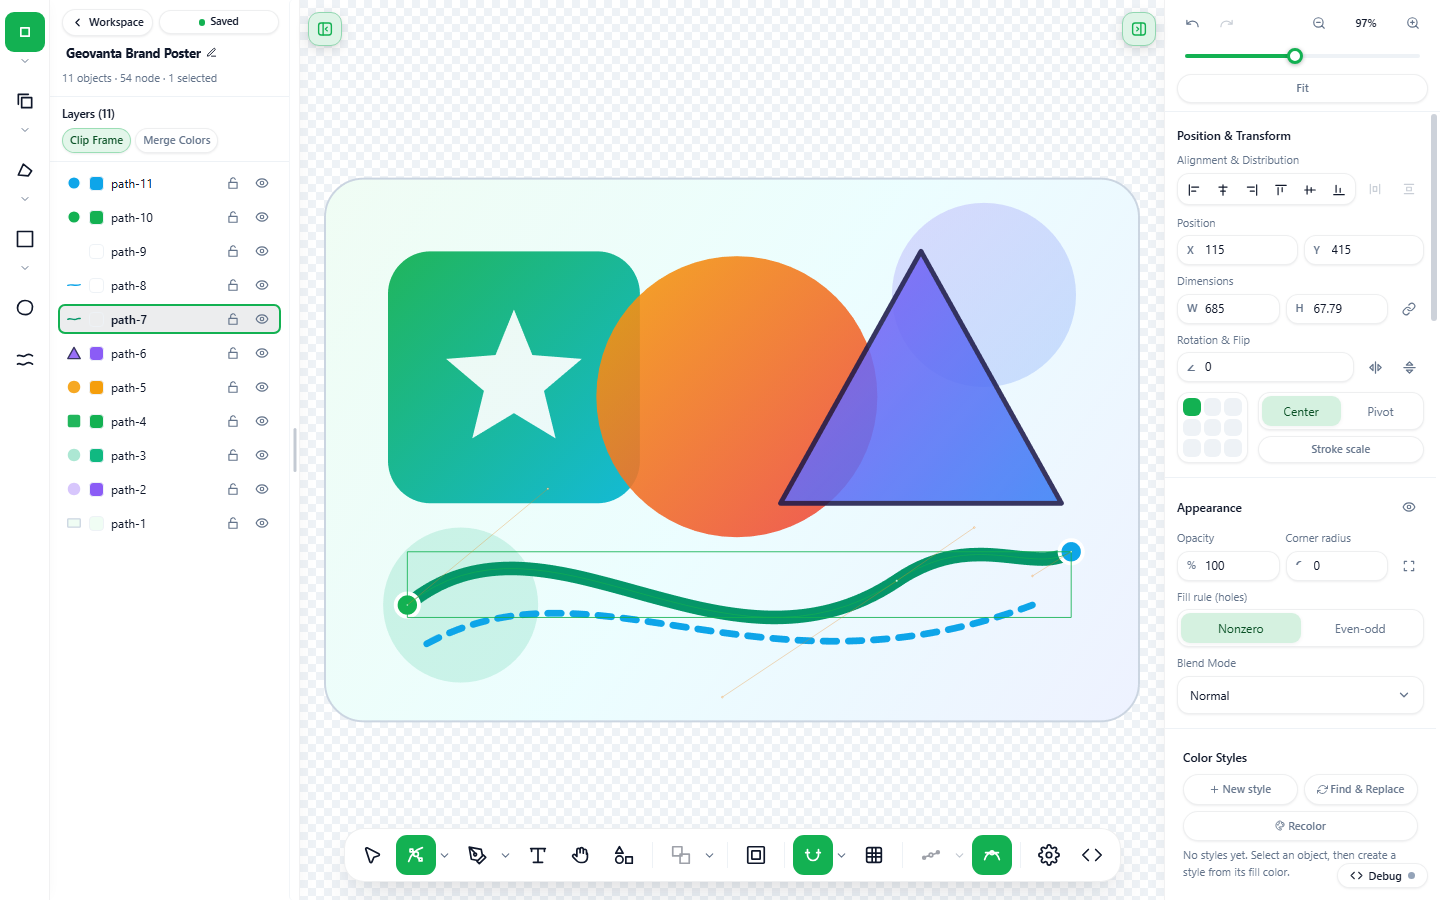 Workspace
Saved
Geovanta Brand Poster
11 objects · 54 node · 1 selected
Layers (11)
Clip Frame
Merge Colors
path-11
path-10
path-9
path-8
path-7
path-6
path-5
path-4
path-3
path-2
path-1
97%
Fit
Position & Transform
Alignment & Distribution
Position
X 115
Y 415
Dimensions
W 685
H 67.79
Rotation & Flip
0
Center
Pivot
Stroke scale
Appearance
Opacity
Corner radius
% 100
0
Fill rule (holes)
Nonzero
Even-odd
Blend Mode
Normal
Color Styles
+ New style
Find & Replace
Recolor
No styles yet. Select an object, then create a
style from its fill color.
Debug